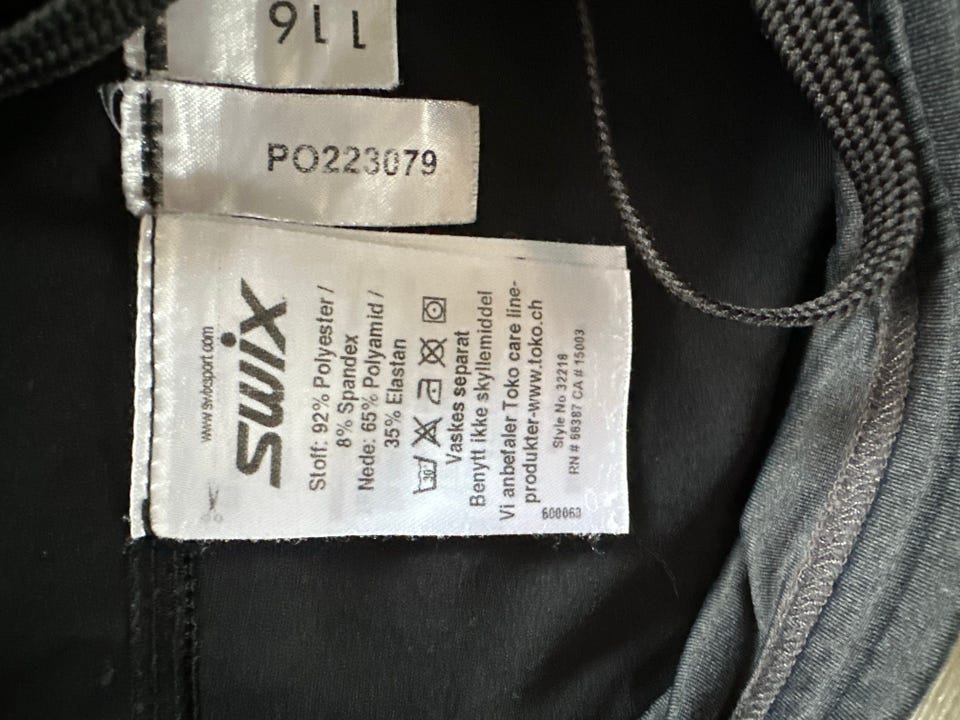 116
PO223079
www.swixsport.com
SWIX
Stoff: 92% Polyester /
8% Spandex
Nede: 65% Polyamid /
35% Elastan
30°
Vaskes separat
Benytt ikke skyllemiddel
Vi anbefaler Toko care line-
produkter-www.toko.ch
Style No 32218
RN # 66387 CA # 15003
600063